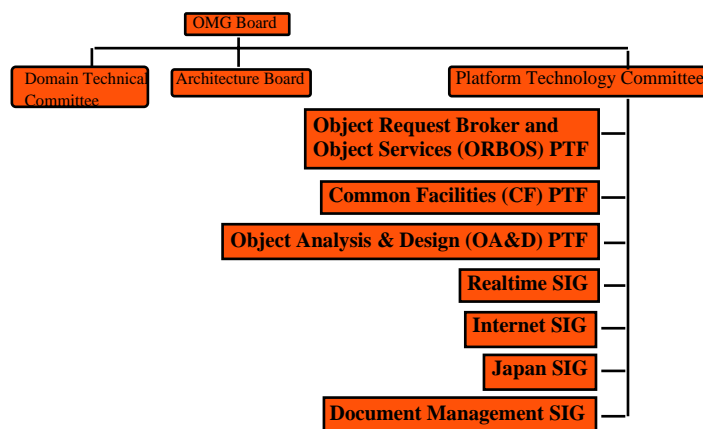 OMG Board
Domain Technical
Committee
Architecture Board
Platform Technology Committee
Object Request Broker and
Object Services (ORBOS) PTF
Common Facilities (CF) PTF
Object Analysis & Design (OA&D) PTF
Realtime SIG
Internet SIG
Japan SIG
Document Management SIG